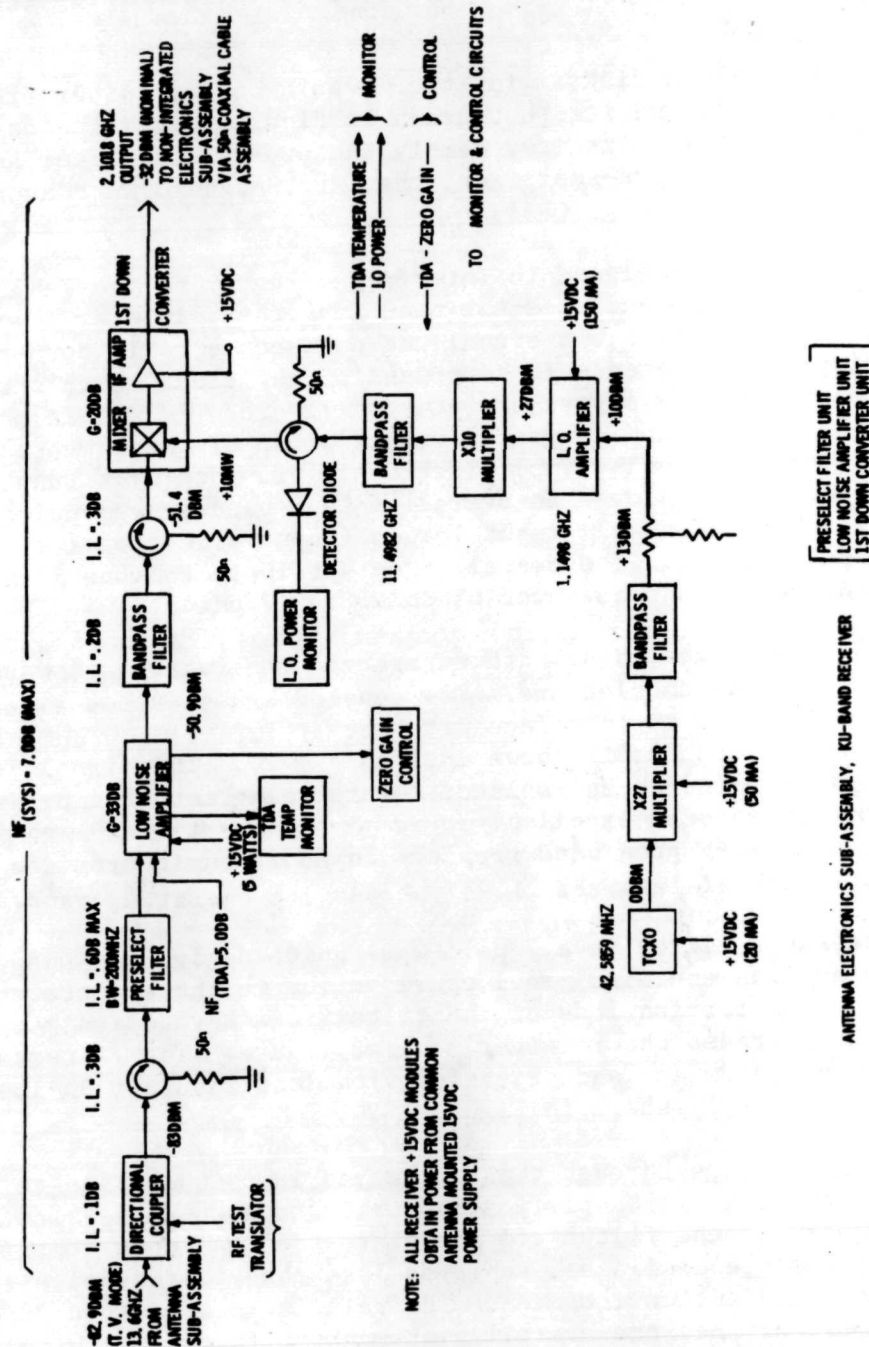 NF(SYS) = 7.0DB (MAX)
-82.9DBM
(T.V. MODE)
13.6GHZ
FROM
ANTENNA
SUB-ASSEMBLY
I.L.=.1DB
DIRECTIONAL
COUPLER
RF TEST
TRANSLATOR
-83DBM
I.L.=.3DB
50Ω
I.L.=.6DB MAX
BW=200MHZ
PRESELECT
FILTER
NF
(TDA)=5.0DB
G=33DB
LOW NOISE
AMPLIFIER
+15VDC
(5 WATTS)
TDA
TEMP
MONITOR
ZERO GAIN
CONTROL
-50.9DBM
I.L.=.2DB
BANDPASS
FILTER
I.L.=.3DB
-51.4
DBM
50Ω
G=20DB
MIXER
IF AMP
1ST DOWN
CONVERTER
+10MW
+15VDC
2.1018 GHZ
OUTPUT
-32 DBM (NOMINAL)
TO NON-INTEGRATED
ELECTRONICS
SUB-ASSEMBLY
VIA 50Ω COAXIAL CABLE
ASSEMBLY
L.O. POWER
MONITOR
DETECTOR DIODE
50Ω
BANDPASS
FILTER
11.4982 GHZ
X10
MULTIPLIER
+27DBM
L.O.
AMPLIFIER
1.1498 GHZ
+15VDC
(150 MA)
+10DBM
+13DBM
BANDPASS
FILTER
X27
MULTIPLIER
+15VDC
(50 MA)
0DBM
42.5859 MHZ
TCXO
+15VDC
(20 MA)
TDA TEMPERATURE
LO POWER
MONITOR
TDA - ZERO GAIN
CONTROL
TO MONITOR & CONTROL CIRCUITS
NOTE: ALL RECEIVER +15VDC MODULES
OBTAIN POWER FROM COMMON
ANTENNA MOUNTED 15VDC
POWER SUPPLY
ANTENNA ELECTRONICS SUB-ASSEMBLY, KU-BAND RECEIVER
PRESELECT FILTER UNIT
LOW NOISE AMPLIFIER UNIT
1ST DOWN CONVERTER UNIT